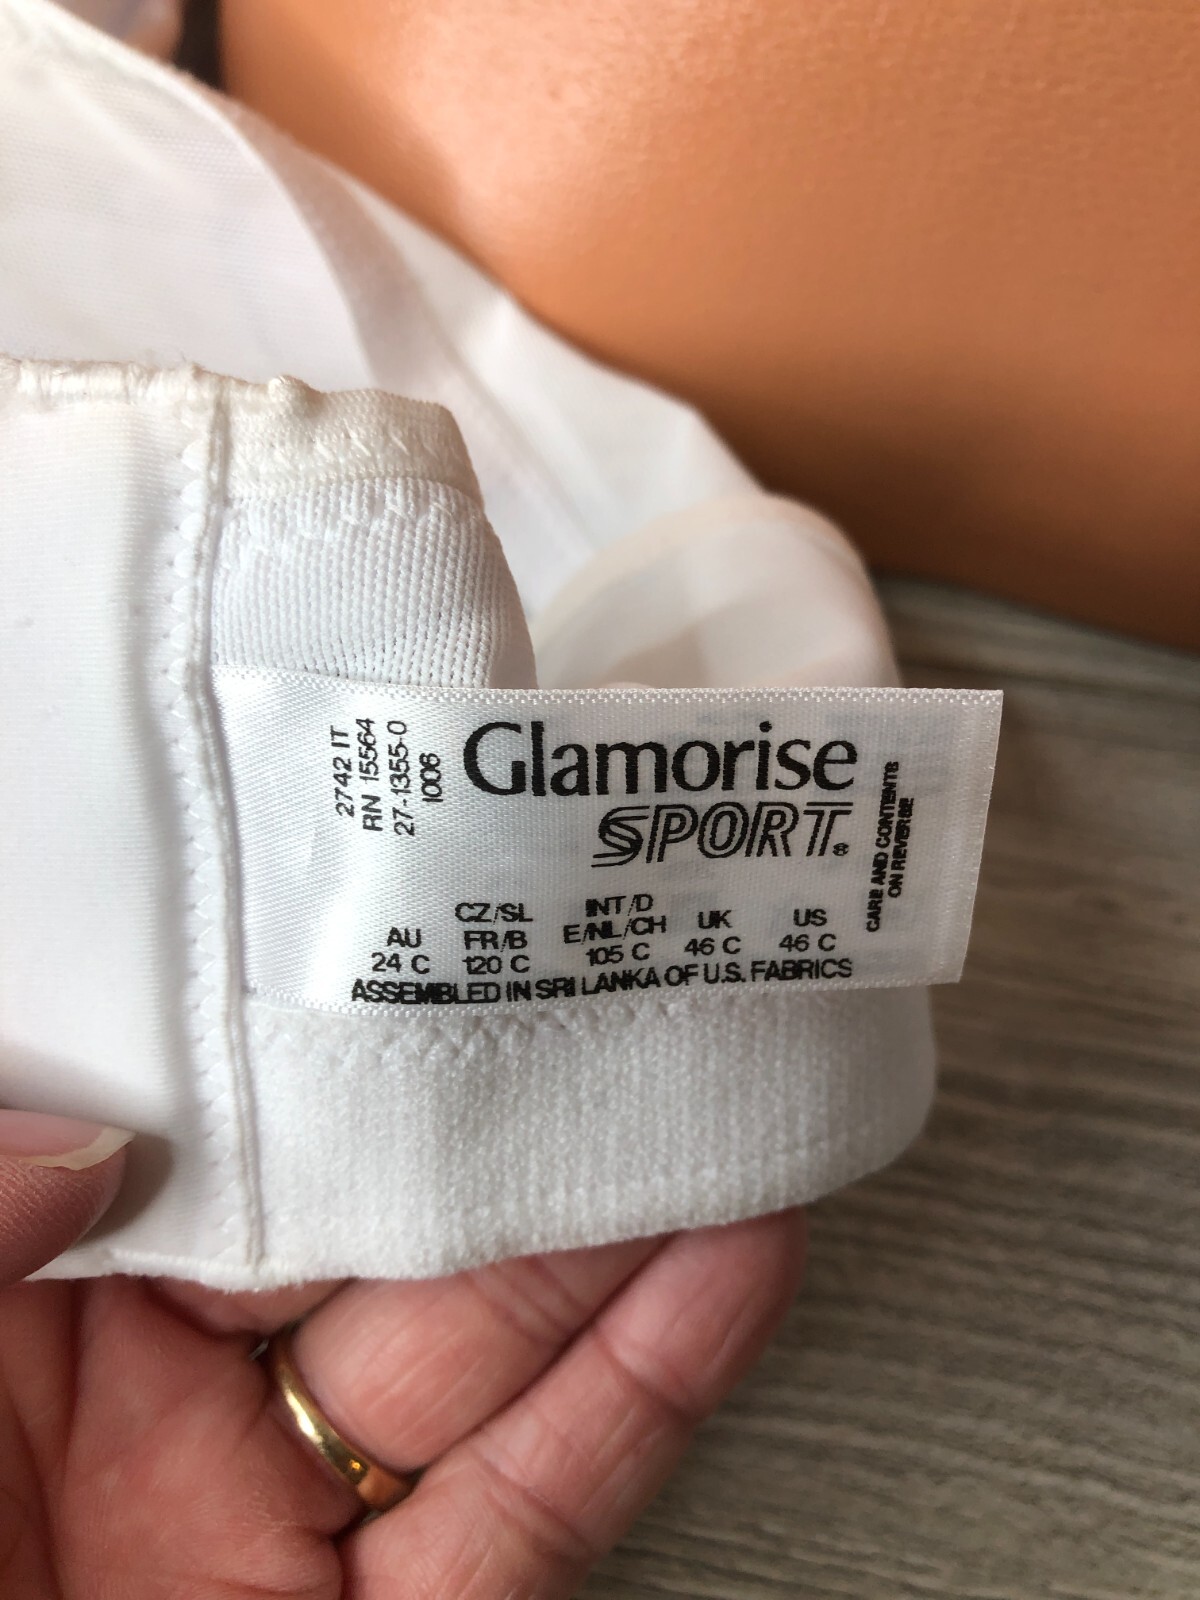 2742 IT
RN 15564
27-1355-0
1006
Glamorise
SPORT®
AU
24 C
CZ/SL
FR/B
120 C
INT/D
E/NL/CH
105 C
UK
46 C
US
46 C
ASSEMBLED IN SRI LANKA OF U.S. FABRICS
CARE AND CONTENTS
ON REVERSE